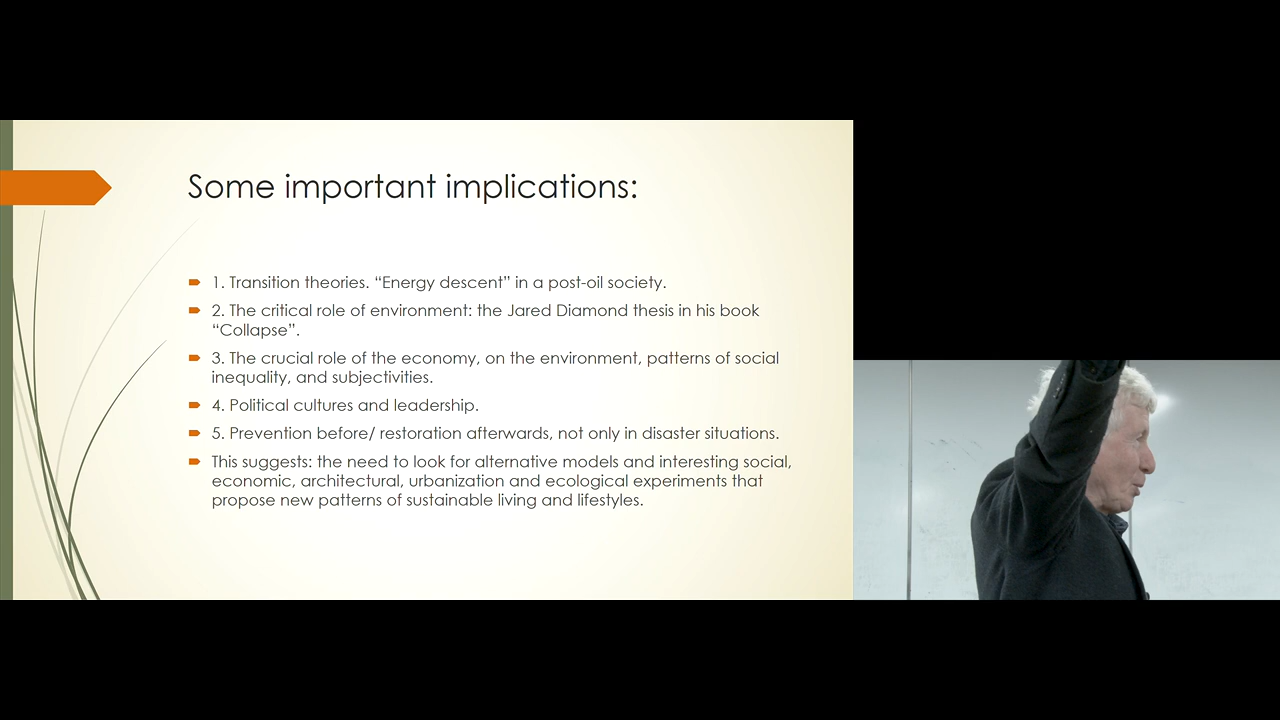 Some important implications:
1. Transition theories. “Energy descent” in a post-oil society.
2. The critical role of environment: the Jared Diamond thesis in his book
“Collapse”.
3. The crucial role of the economy, on the environment, patterns of social
inequality, and subjectivities.
4. Political cultures and leadership.
5. Prevention before/ restoration afterwards, not only in disaster situations.
This suggests: the need to look for alternative models and interesting social,
economic, architectural, urbanization and ecological experiments that
propose new patterns of sustainable living and lifestyles.